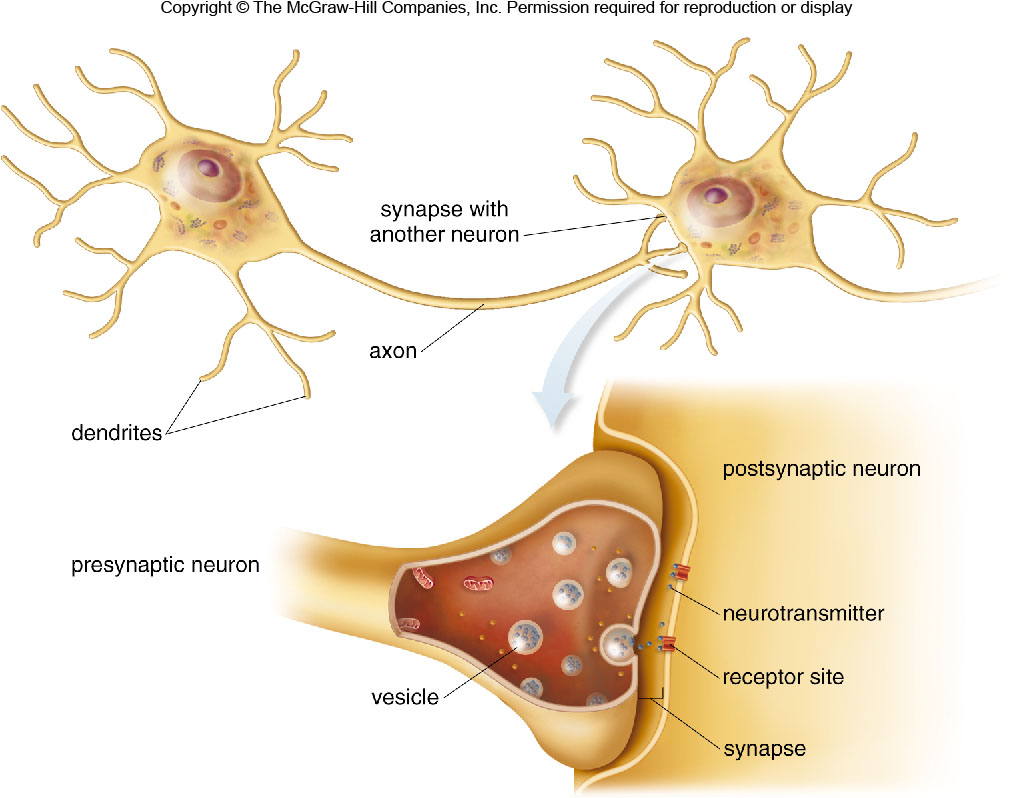 Copyright © The McGraw-Hill Companies, Inc. Permission required for reproduction or display
synapse with
another neuron
axon
dendrites
postsynaptic neuron
presynaptic neuron
neurotransmitter
receptor site
vesicle
synapse